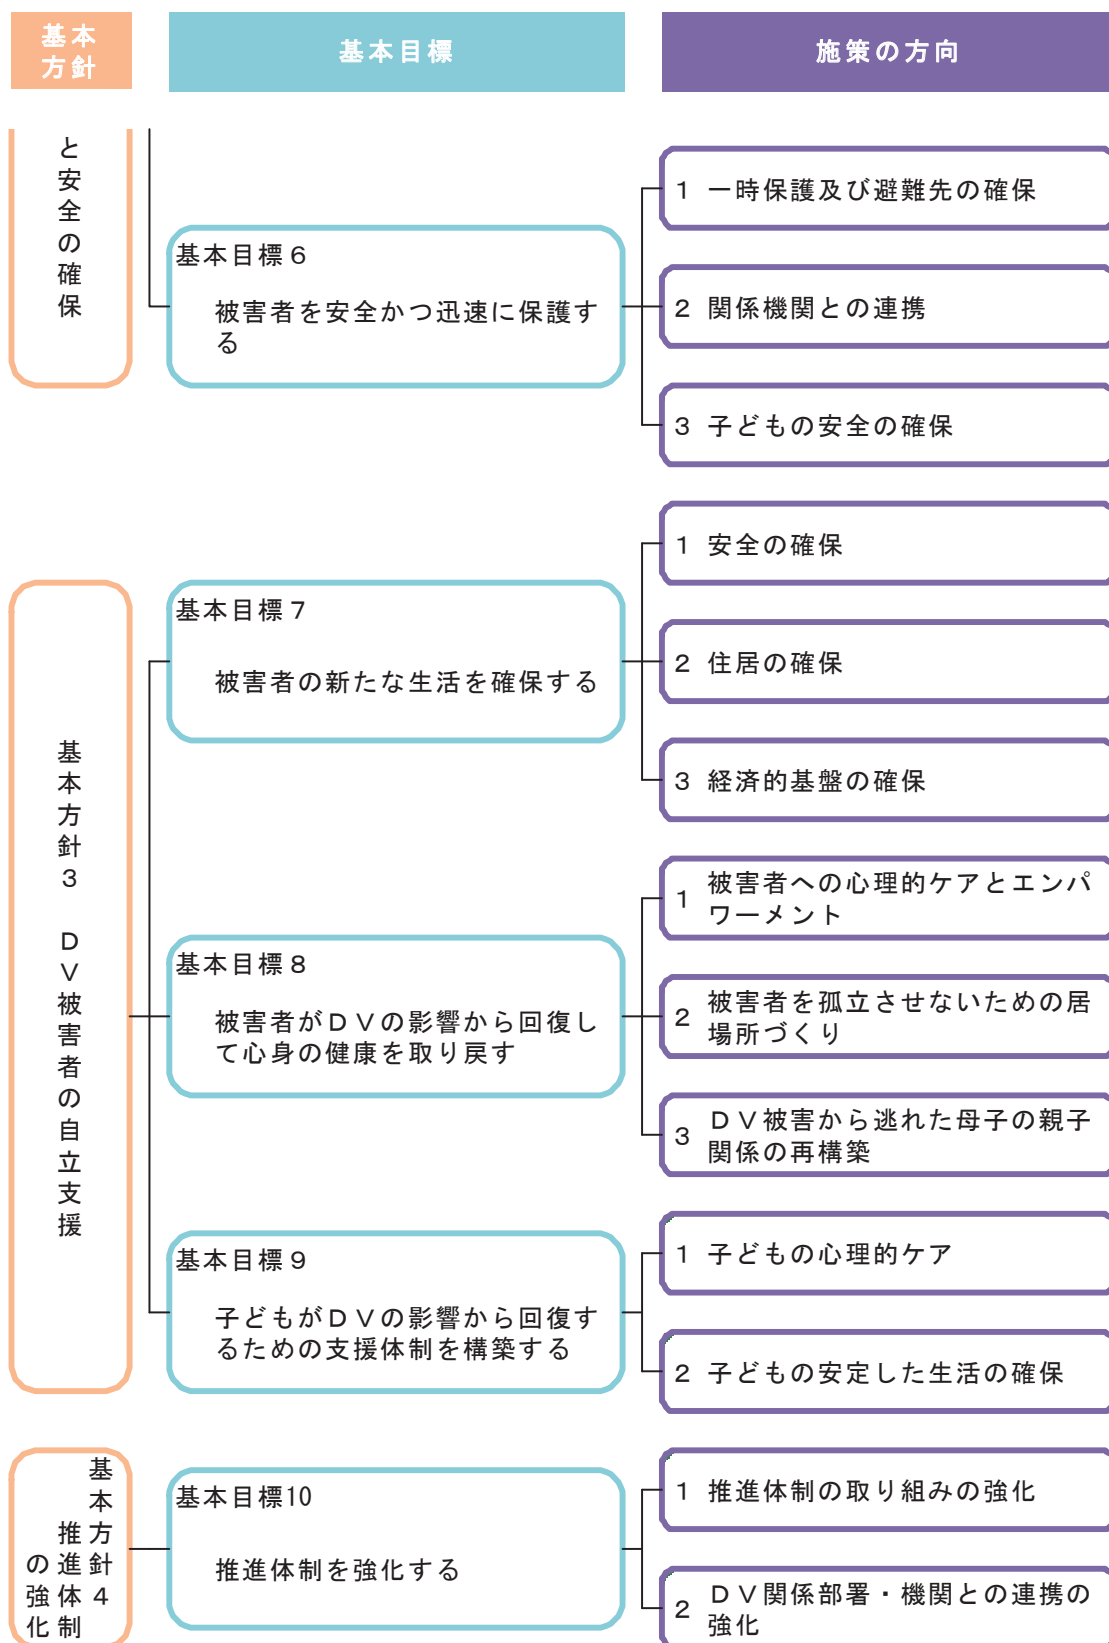 基本
方針
基本目標
施策の方向
と安全の確保
基本目標６
被害者を安全かつ迅速に保護す
る
１ 一時保護及び避難先の確保
２ 関係機関との連携
３ 子どもの安全の確保
基本方針３　ＤＶ被害者の自立支援
基本目標７
被害者の新たな生活を確保する
１ 安全の確保
２ 住居の確保
３ 経済的基盤の確保
基本目標８
被害者がＤＶの影響から回復し
て心身の健康を取り戻す
１ 被害者への心理的ケアとエンパ
ワーメント
２ 被害者を孤立させないための居
場所づくり
３ ＤＶ被害から逃れた母子の親子
関係の再構築
基本目標９
子どもがＤＶの影響から回復す
るための支援体制を構築する
１ 子どもの心理的ケア
２ 子どもの安定した生活の確保
基本方針４
推進体制
の強化
基本目標10
推進体制を強化する
１ 推進体制の取り組みの強化
２ ＤＶ関係部署・機関との連携の
強化